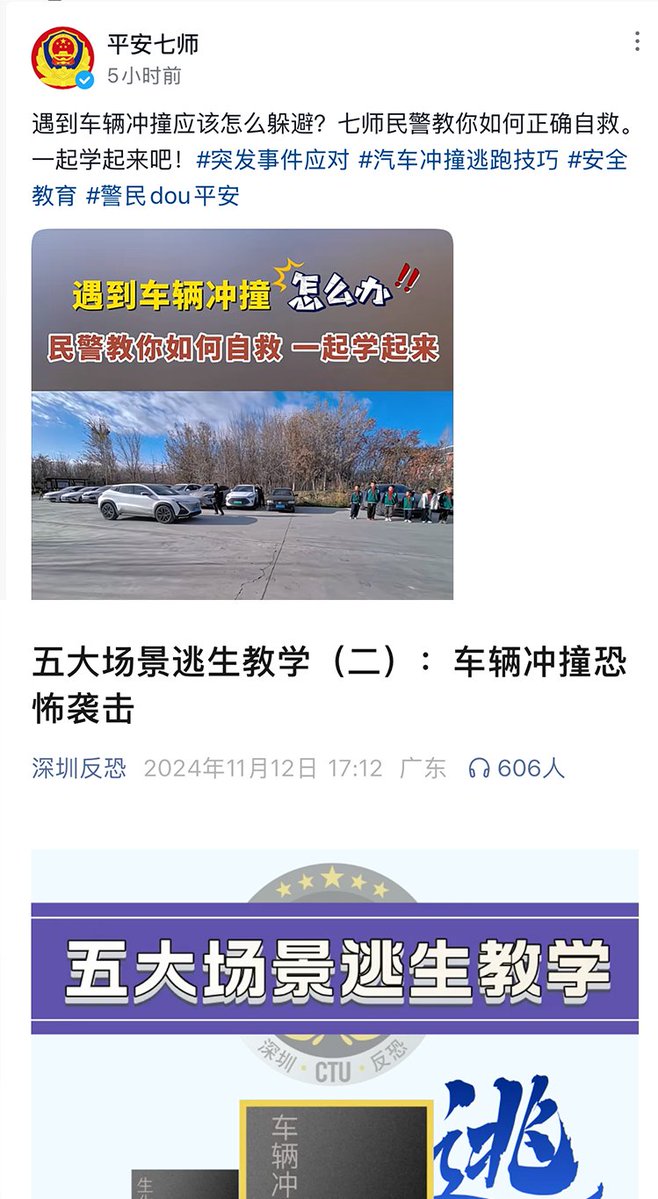 平安七师
5小时前
遇到车辆冲撞应该怎么躲避？七师民警教你如何正确自救。
一起学起来吧！#突发事件应对 #汽车冲撞逃跑技巧 #安全
教育 #警民dou平安
遇到车辆冲撞 怎么办!!
民警教你如何自救 一起学起来
五大场景逃生教学（二）：车辆冲撞恐
怖袭击
深圳反恐 2024年11月12日 17:12 广东 606人
五大场景逃生教学
深圳·CTU·反恐
逃
车辆冲
生化